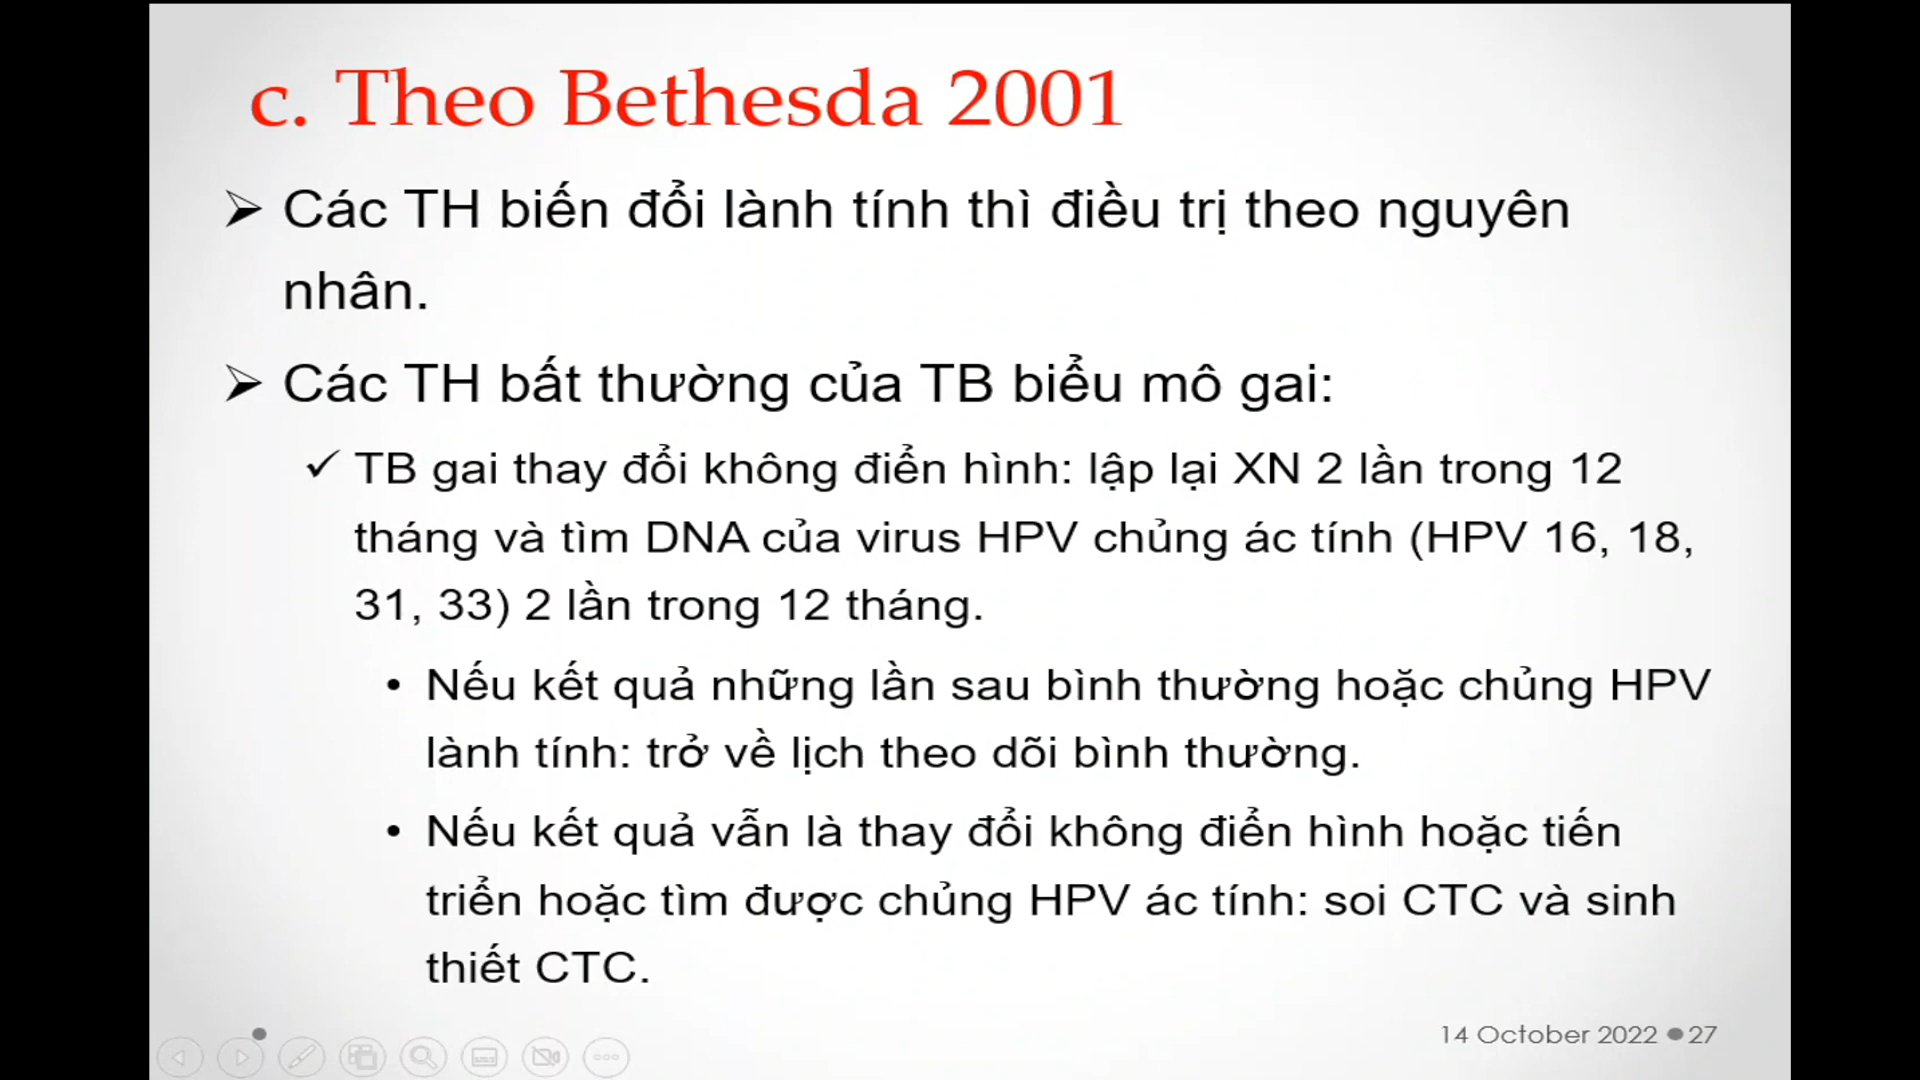 c. Theo Bethesda 2001
➢ Các TH biến đổi lành tính thì điều trị theo nguyên
nhân.
➢ Các TH bất thường của TB biểu mô gai:
✓ TB gai thay đổi không điển hình: lập lại XN 2 lần trong 12
tháng và tìm DNA của virus HPV chủng ác tính (HPV 16, 18,
31, 33) 2 lần trong 12 tháng.
• Nếu kết quả những lần sau bình thường hoặc chủng HPV
lành tính: trở về lịch theo dõi bình thường.
• Nếu kết quả vẫn là thay đổi không điển hình hoặc tiến
triển hoặc tìm được chủng HPV ác tính: soi CTC và sinh
thiết CTC.
14 October 2022 ● 27